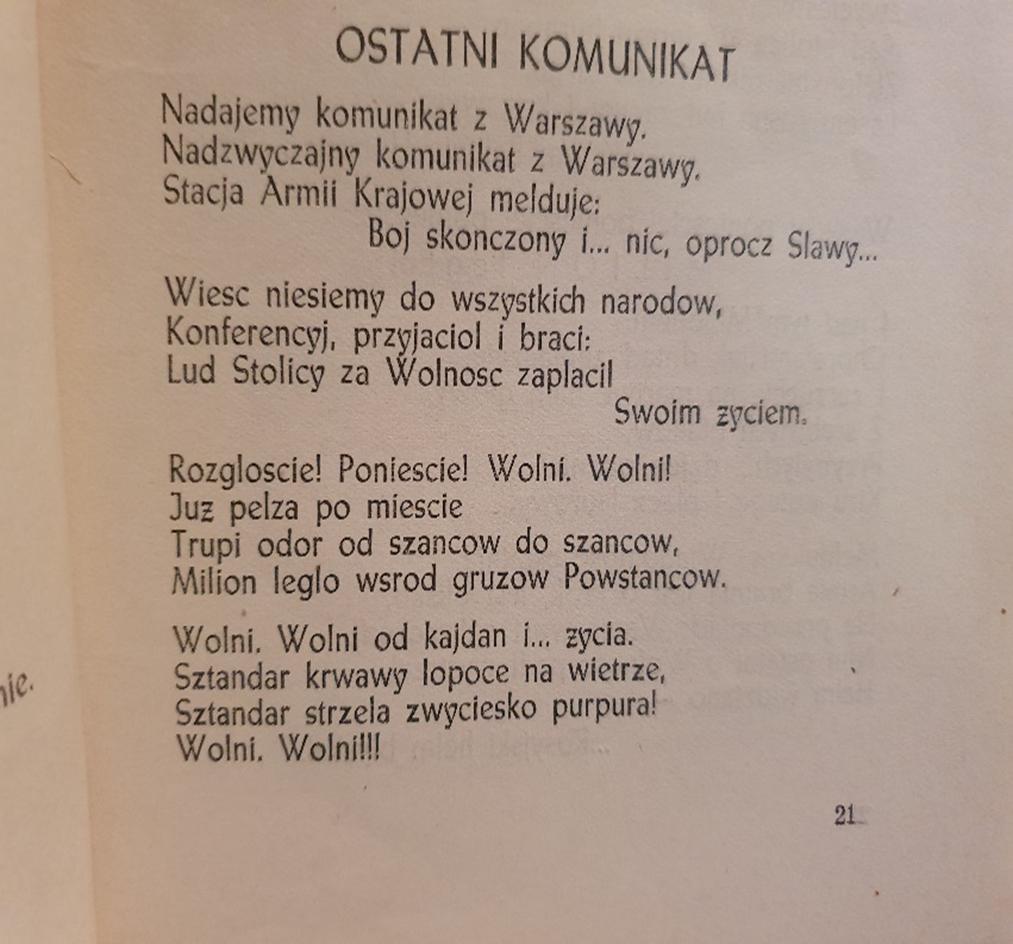 OSTATNI KOMUNIKAT
Nadajemy komunikat z Warszawy.
Nadzwyczajny komunikat z Warszawy.
Stacja Armii Krajowej melduje:
Boj skonczony i... nic, oprocz Slawy...
Wiesc niesiemy do wszystkich narodow,
Konferencyj, przyjaciol i braci:
Lud Stolicy za Wolnosc zaplacil
Swoim zyciem.
Rozgloscie! Poniescie! Wolni. Wolni!
Juz pelza po miescie
Trupi odor od szancow do szancow,
Milion leglo wsrod gruzow Powstancow.
Wolni. Wolni od kajdan i... zycia.
Sztandar krwawy lopoce na wietrze,
Sztandar strzela zwyciesko purpura!
Wolni. Wolni!!!
nie.
21